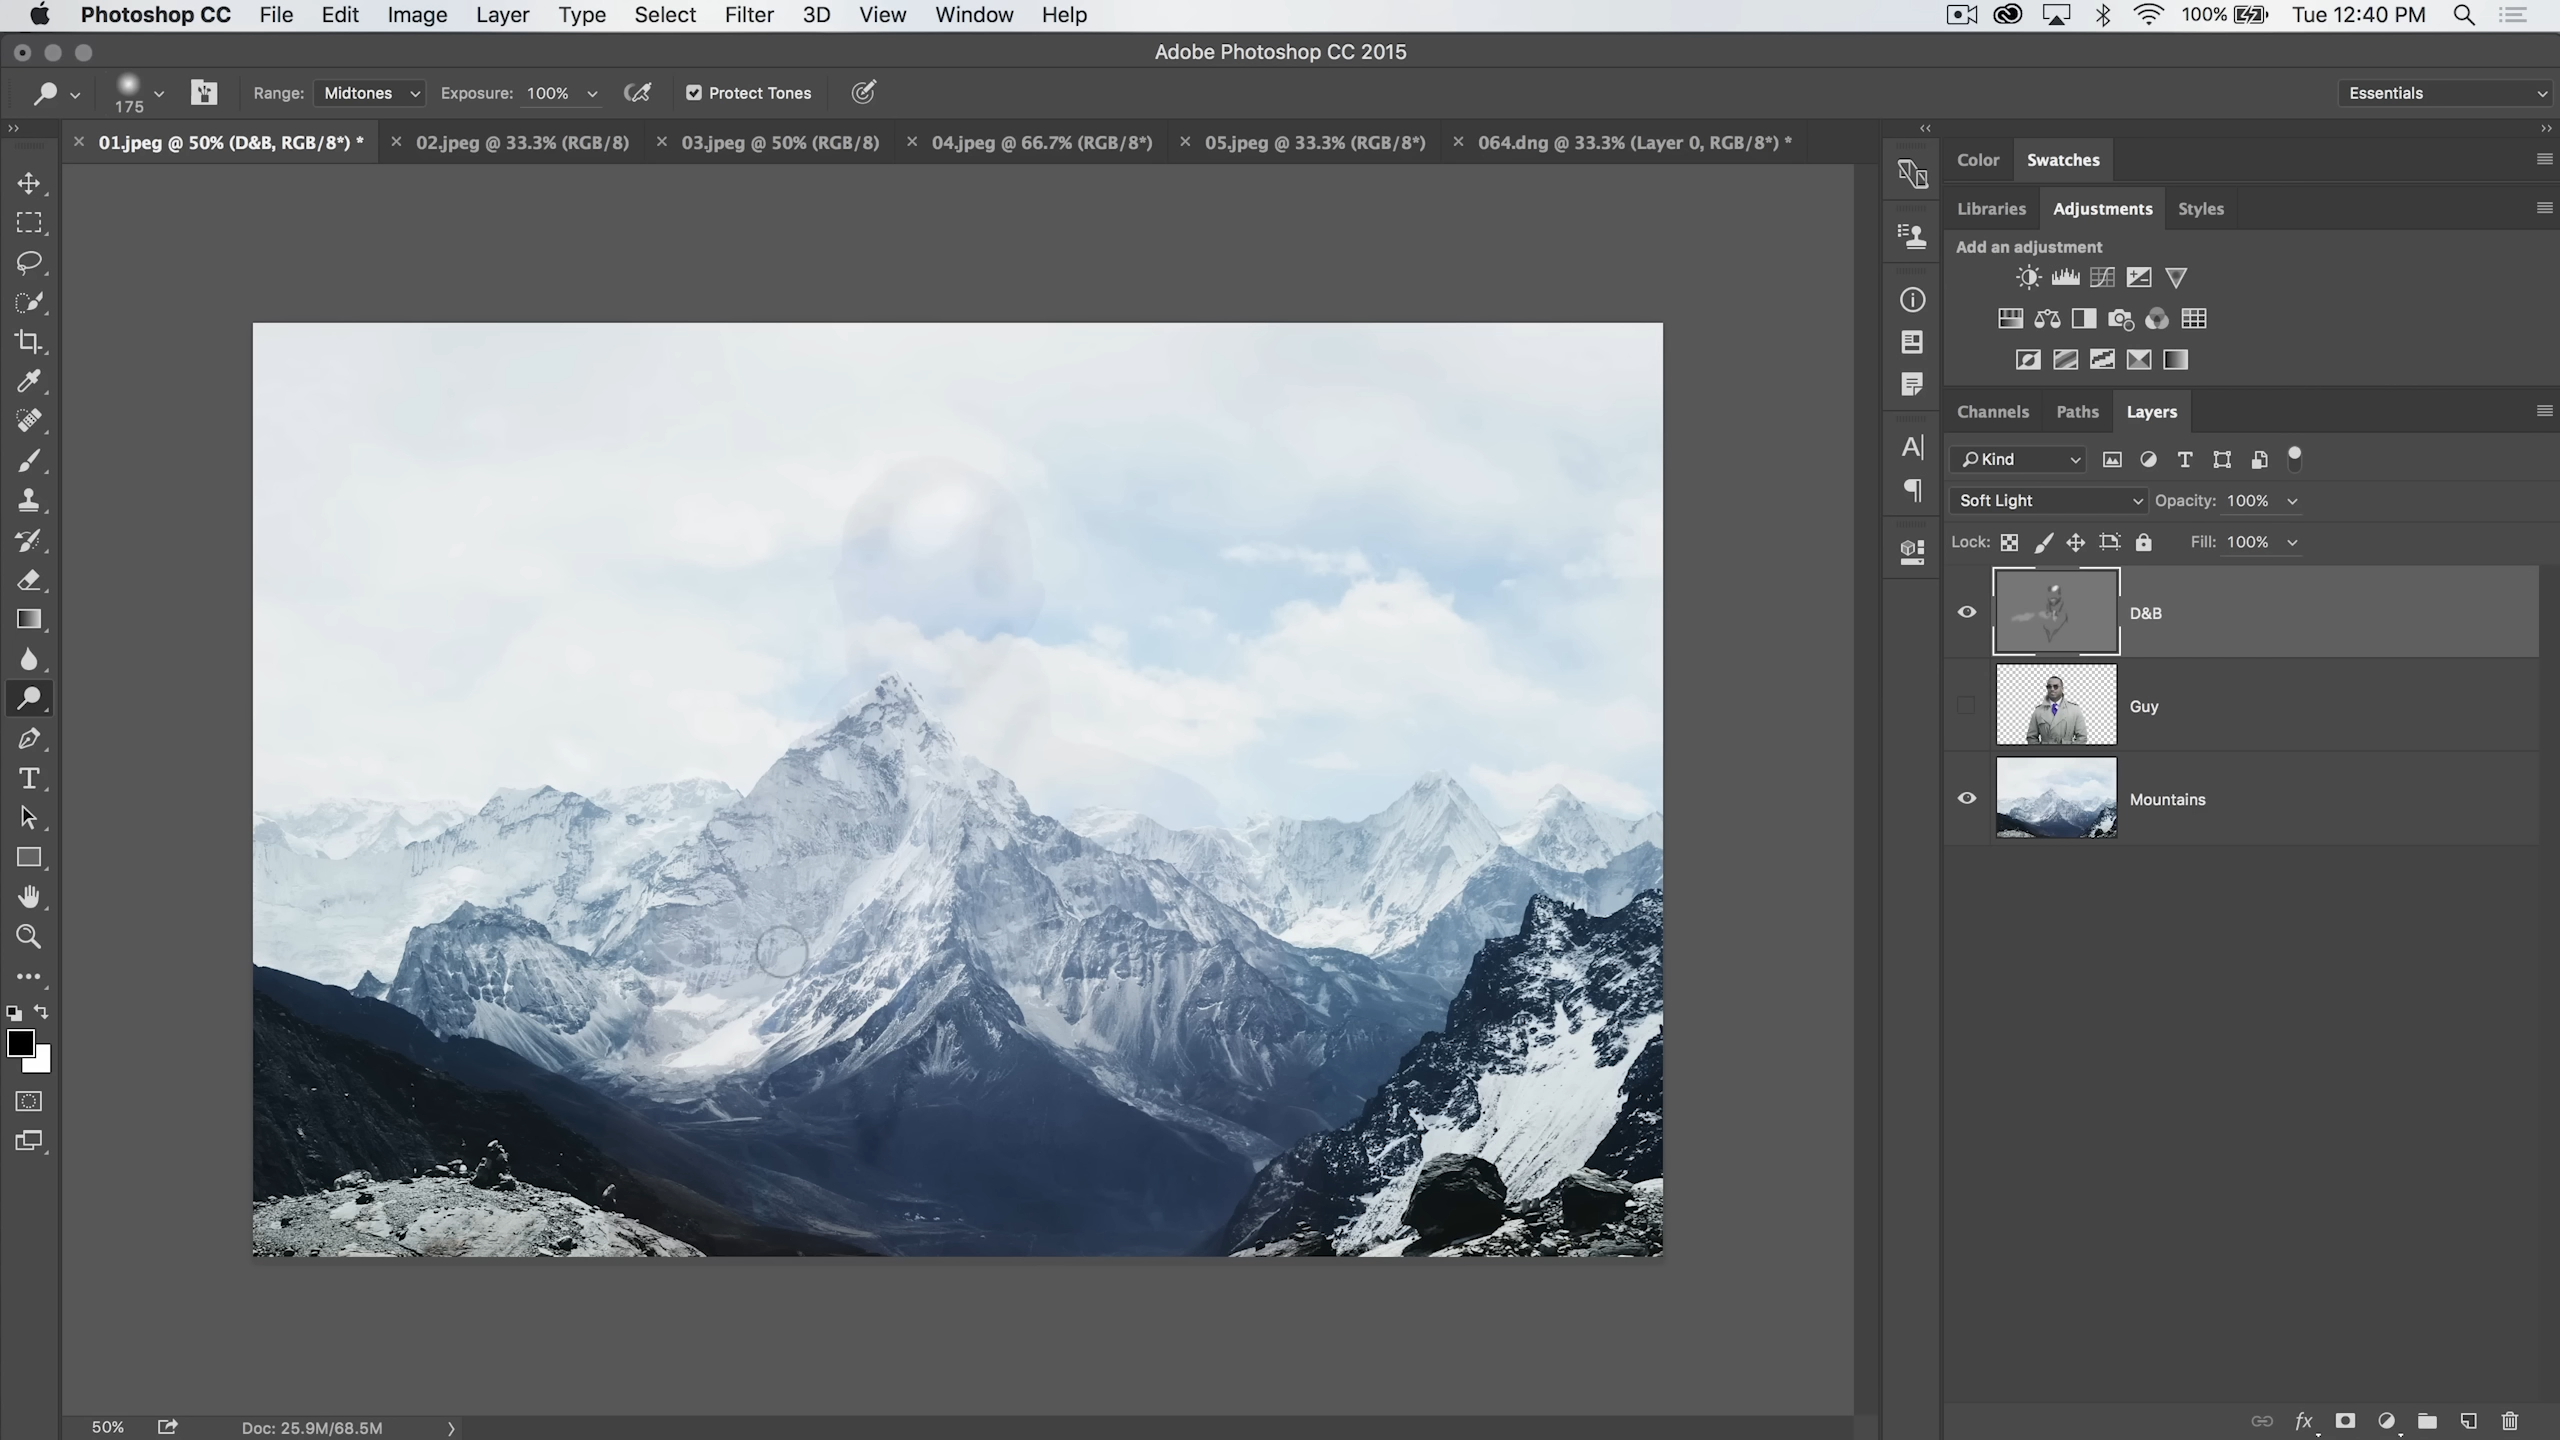 Photoshop CC File Edit Image Layer Type Select Filter 3D View Window Help 100% Tue 12:40 PM
Adobe Photoshop CC 2015
175 Range: Midtones Exposure: 100% Protect Tones Essentials
01.jpeg @ 50% (D&B, RGB/8*) * 02.jpeg @ 33.3% (RGB/8) 03.jpeg @ 50% (RGB/8) 04.jpeg @ 66.7% (RGB/8*) 05.jpeg @ 33.3% (RGB/8*) 064.dng @ 33.3% (Layer 0, RGB/8*) *
Color Swatches
Libraries Adjustments Styles
Add an adjustment
Channels Paths Layers
Kind
Soft Light Opacity: 100%
Lock: Fill: 100%
D&B
Guy
Mountains
50% Doc: 25.9M/68.5M
fx